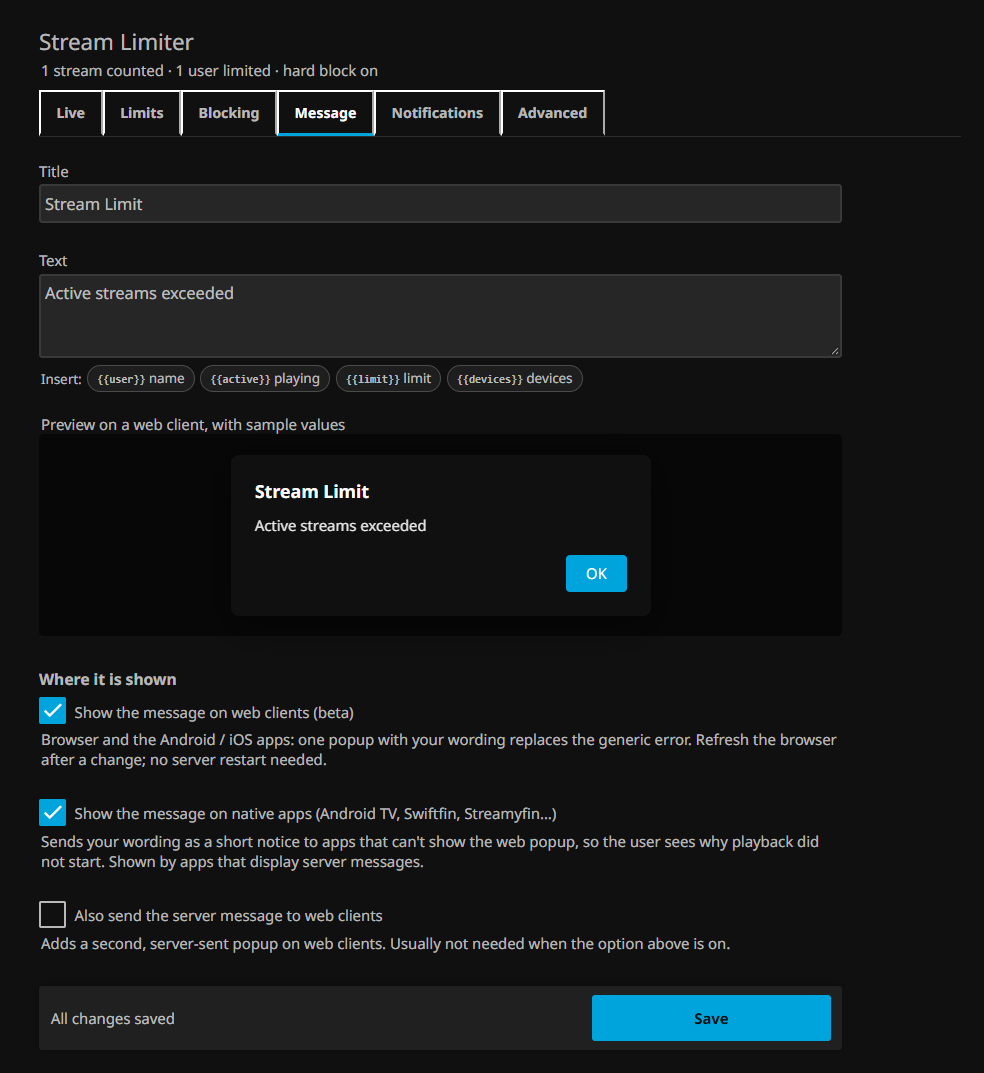 Stream Limiter
1 stream counted · 1 user limited · hard block on
Live Limits Blocking Message Notifications Advanced
Title
Stream Limit
Text
Active streams exceeded
Insert: {{user}} name {{active}} playing {{limit}} limit {{devices}} devices
Preview on a web client, with sample values
Stream Limit
Active streams exceeded
OK
Where it is shown
Show the message on web clients (beta)
Browser and the Android / iOS apps: one popup with your wording replaces the generic error. Refresh the browser
after a change; no server restart needed.
Show the message on native apps (Android TV, Swiftfin, Streamyfin...)
Sends your wording as a short notice to apps that can't show the web popup, so the user sees why playback did
not start. Shown by apps that display server messages.
Also send the server message to web clients
Adds a second, server-sent popup on web clients. Usually not needed when the option above is on.
All changes saved
Save